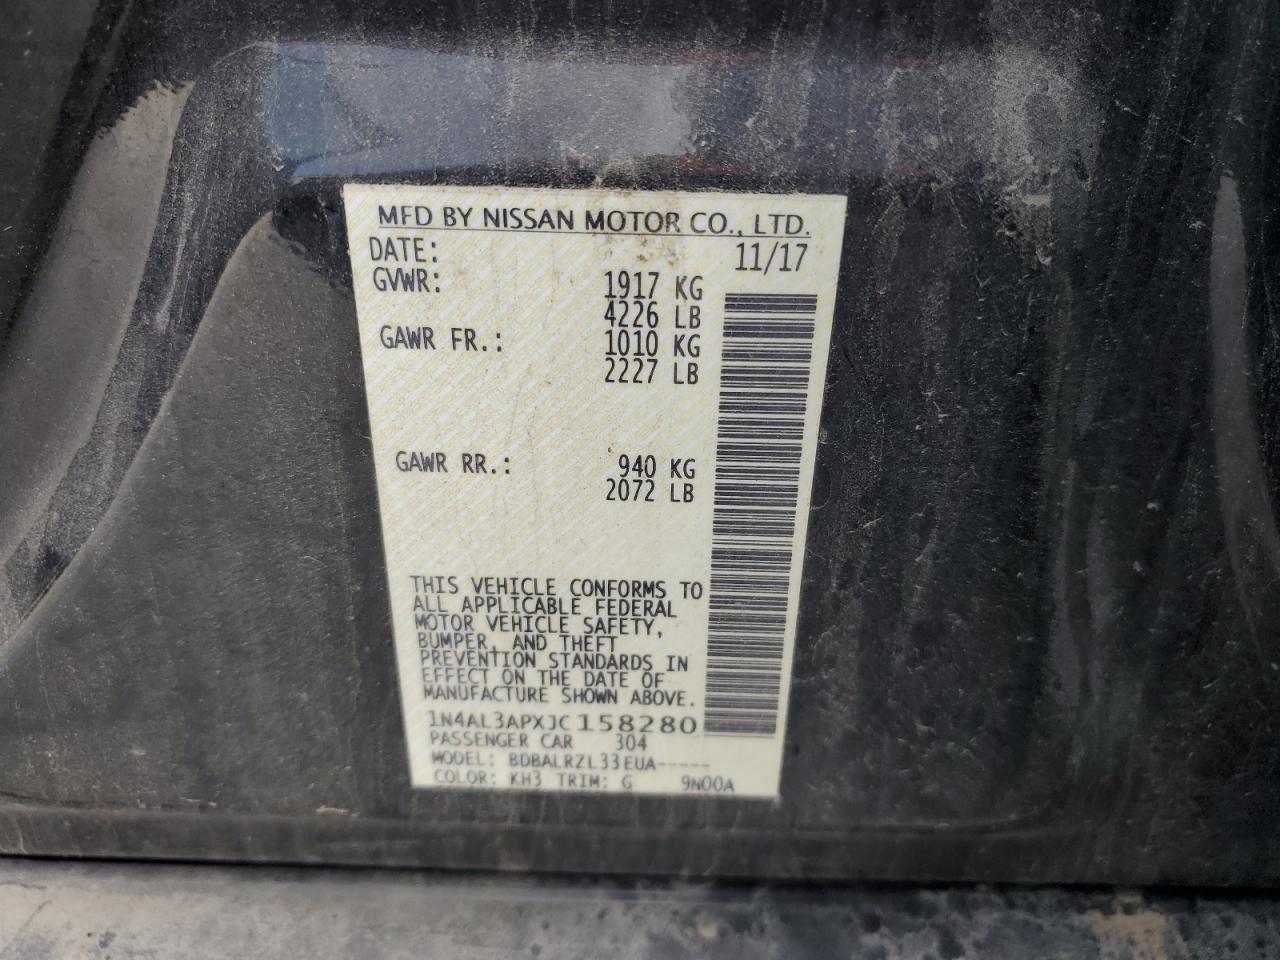 MFD BY NISSAN MOTOR CO., LTD.
DATE: 11/17
GVWR: 1917 KG
4226 LB
GAWR FR.: 1010 KG
2227 LB
GAWR RR.: 940 KG
2072 LB
THIS VEHICLE CONFORMS TO
ALL APPLICABLE FEDERAL
MOTOR VEHICLE SAFETY,
BUMPER, AND THEFT
PREVENTION STANDARDS IN
EFFECT ON THE DATE OF
MANUFACTURE SHOWN ABOVE.
1N4AL3APXJC158280
PASSENGER CAR 304
MODEL: BDBALRZL33EUA-----
COLOR: KH3 TRIM: G 9N00A